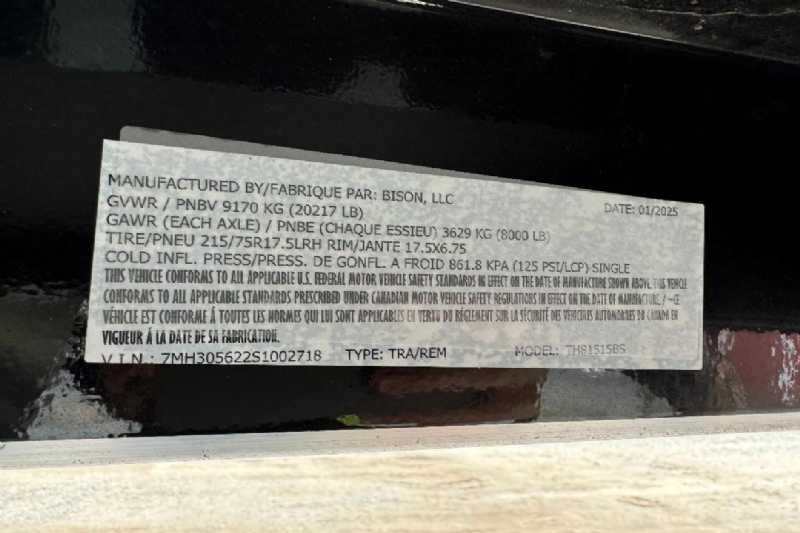 MANUFACTURED BY/FABRIQUE PAR: BISON, LLC DATE: 01/2025
GVWR / PNBV 9170 KG (20217 LB)
GAWR (EACH AXLE) / PNBE (CHAQUE ESSIEU) 3629 KG (8000 LB)
TIRE/PNEU 215/75R17.5LRH RIM/JANTE 17.5X6.75
COLD INFL. PRESS/PRESS. DE GONFL. A FROID 861.8 KPA (125 PSI/LCP) SINGLE
THIS VEHICLE CONFORMS TO ALL APPLICABLE U.S. FEDERAL MOTOR VEHICLE SAFETY STANDARDS IN EFFECT ON THE DATE OF MANUFACTURE SHOWN ABOVE. THIS VEHICLE
CONFORMS TO ALL APPLICABLE STANDARDS PRESCRIBED UNDER CANADIAN MOTOR VEHICLE SAFETY REGULATIONS IN EFFECT ON THE DATE OF MANUFACTURE. / -CE
VÉHICLE EST CONFORME Á TOUTES LES NORMES QUI LUI SONT APPLICABLES EN VERTU DU RÉGLEMENT SUR LA SÉCURITÉ DES VÉHICULES AUTOMOBILES DU CANADA EN
VIGUEUR Á LA DATE DE SA FABRICATION.
V.I.N.: 7MH305622S1002718 TYPE: TRA/REM MODEL: TH81515BS